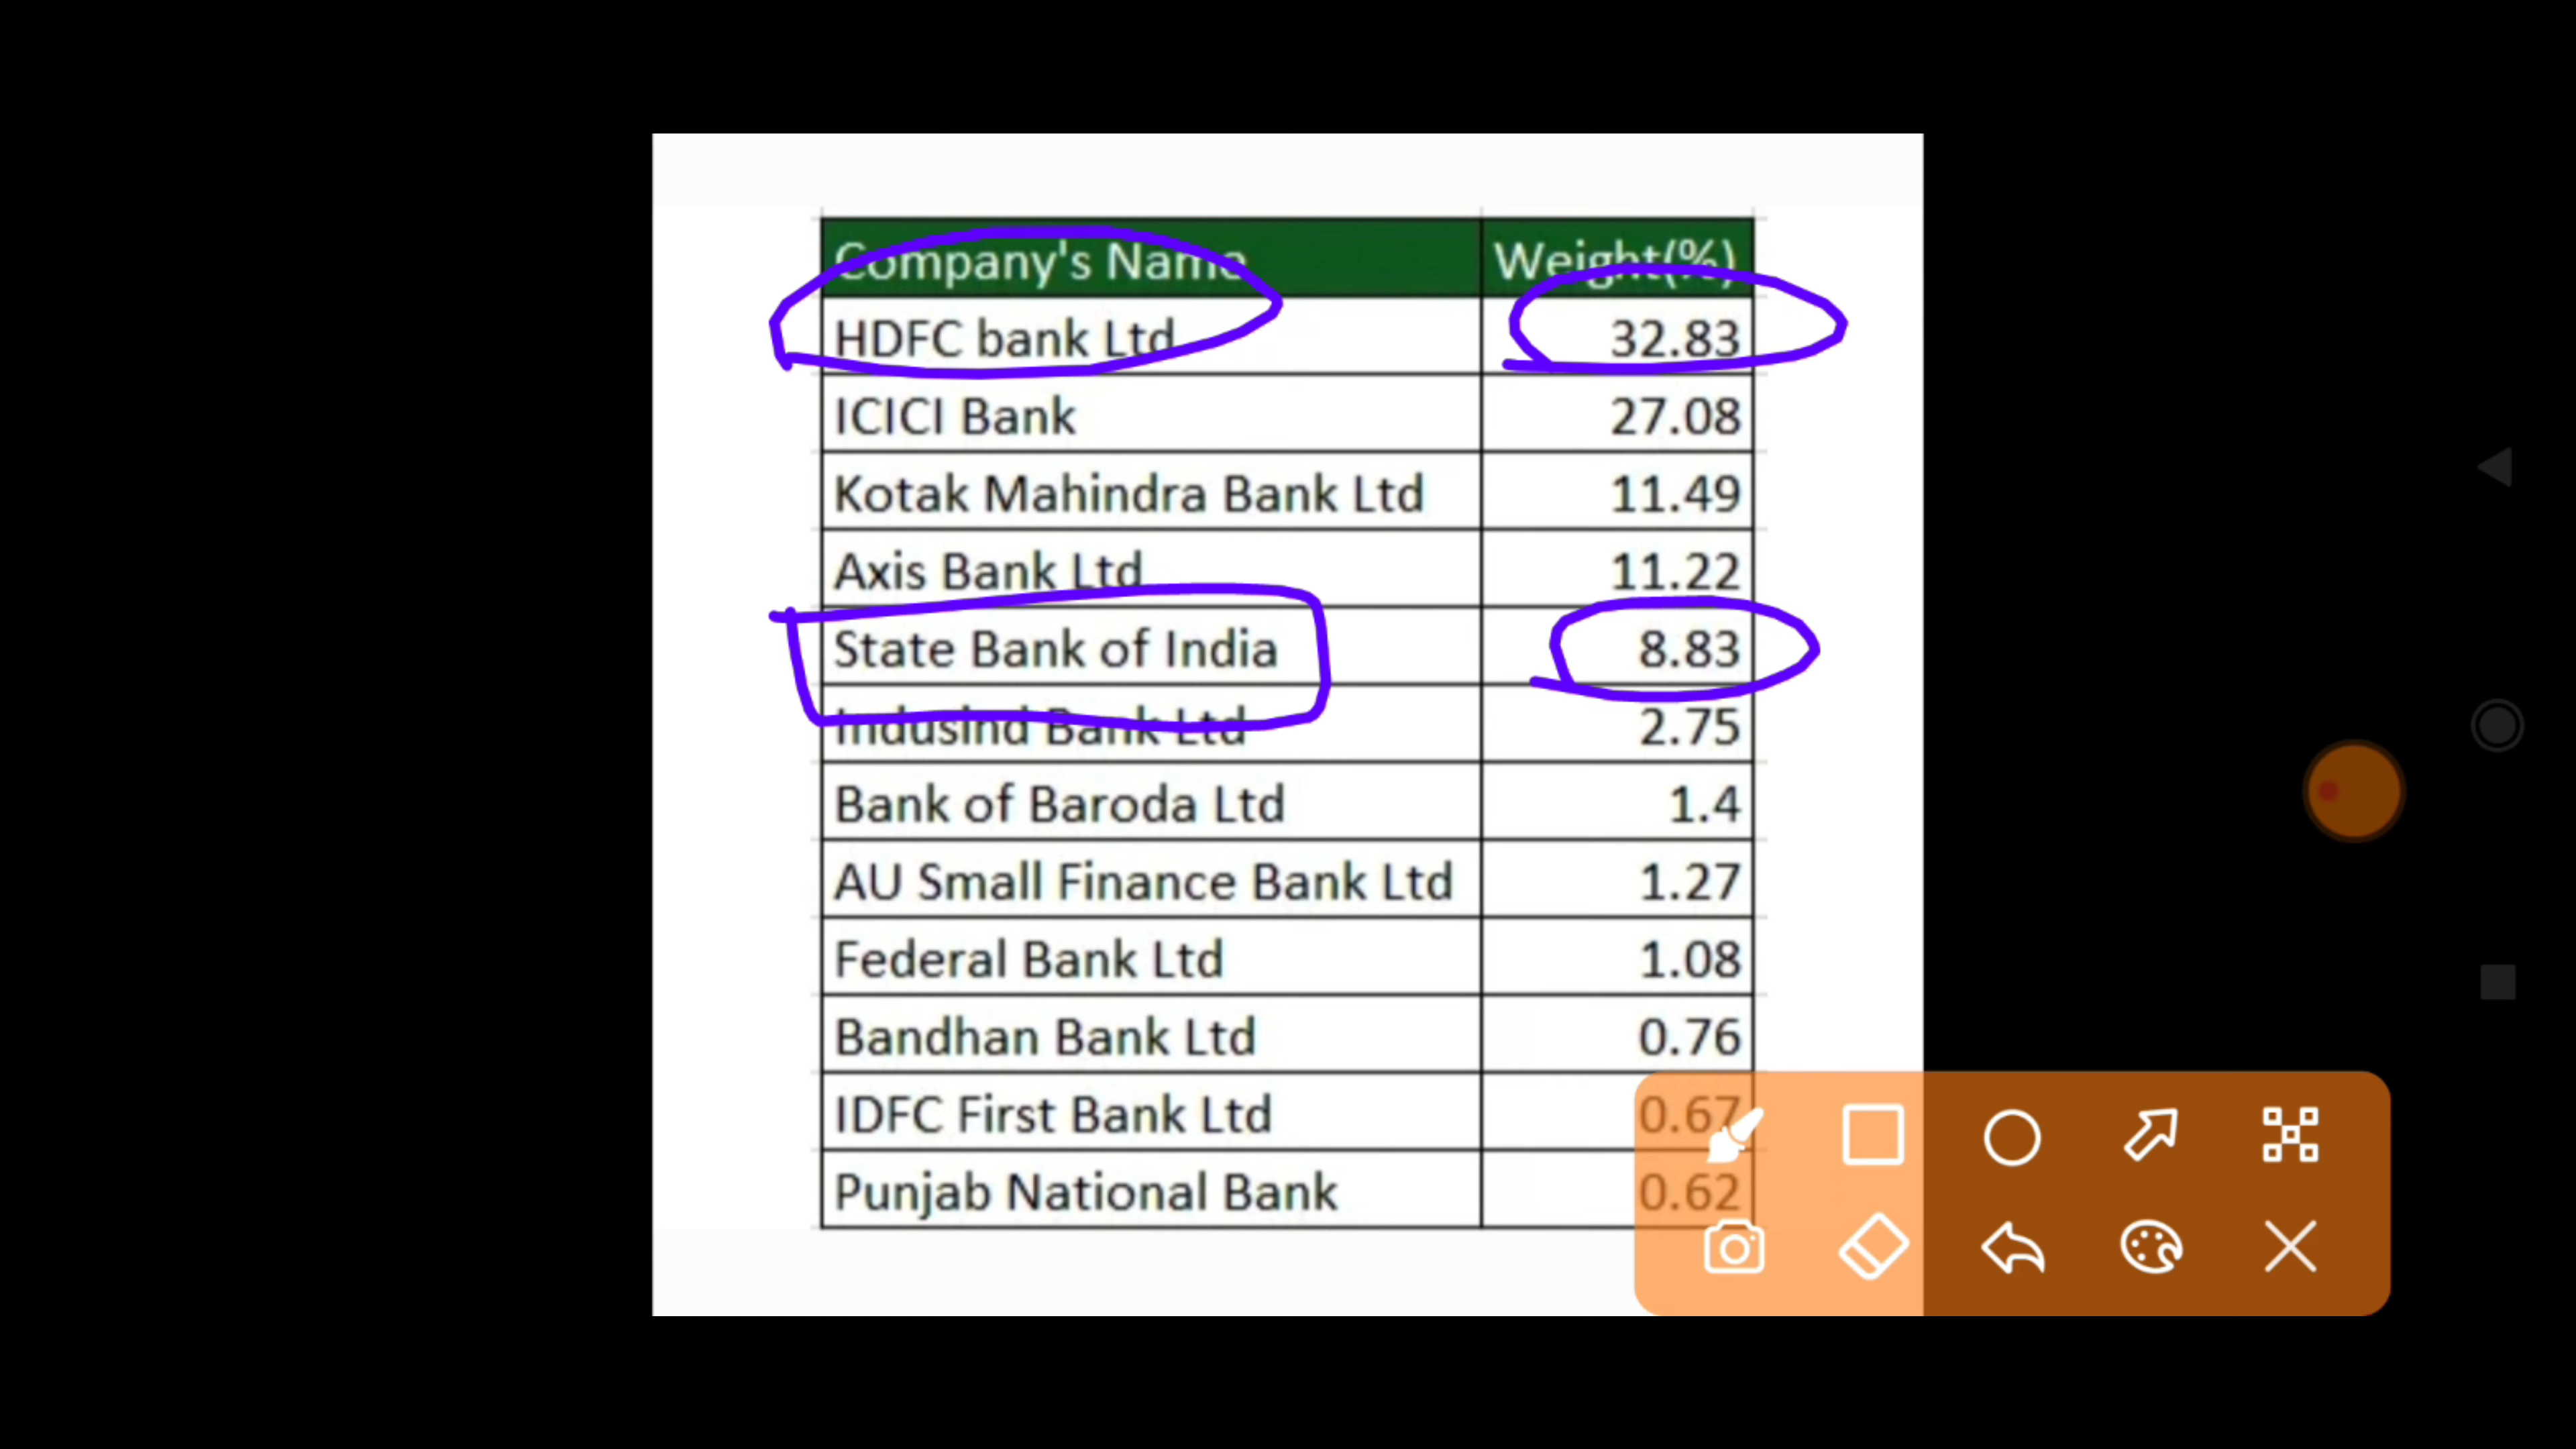 Company's Name Weight(%)
HDFC bank Ltd 32.83
ICICI Bank 27.08
Kotak Mahindra Bank Ltd 11.49
Axis Bank Ltd 11.22
State Bank of India 8.83
Indusind Bank Ltd 2.75
Bank of Baroda Ltd 1.4
AU Small Finance Bank Ltd 1.27
Federal Bank Ltd 1.08
Bandhan Bank Ltd 0.76
IDFC First Bank Ltd 0.67
Punjab National Bank 0.62